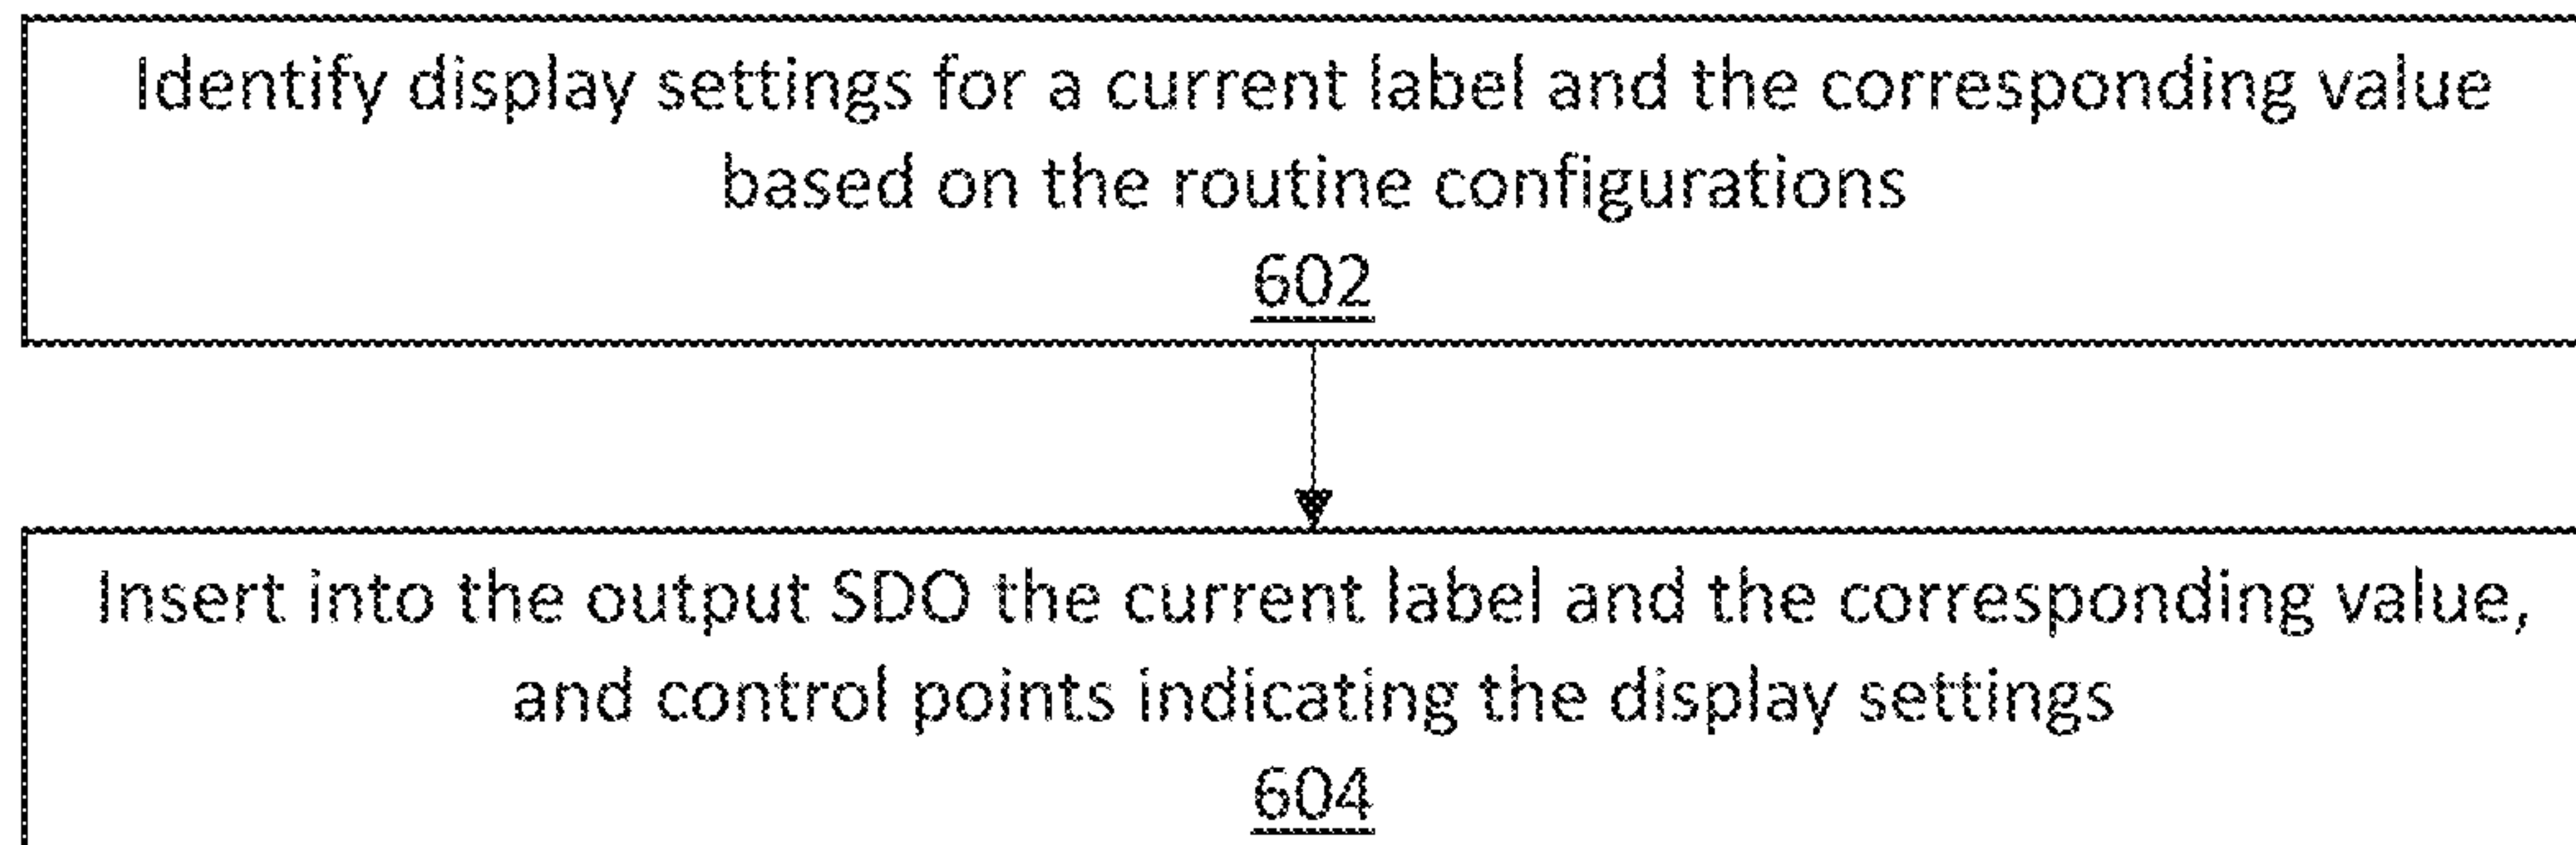 Identify display settings for a current label and the corresponding value
based on the routine configurations
602
Insert into the output SDO the current label and the corresponding value,
and control points indicating the display settings
604